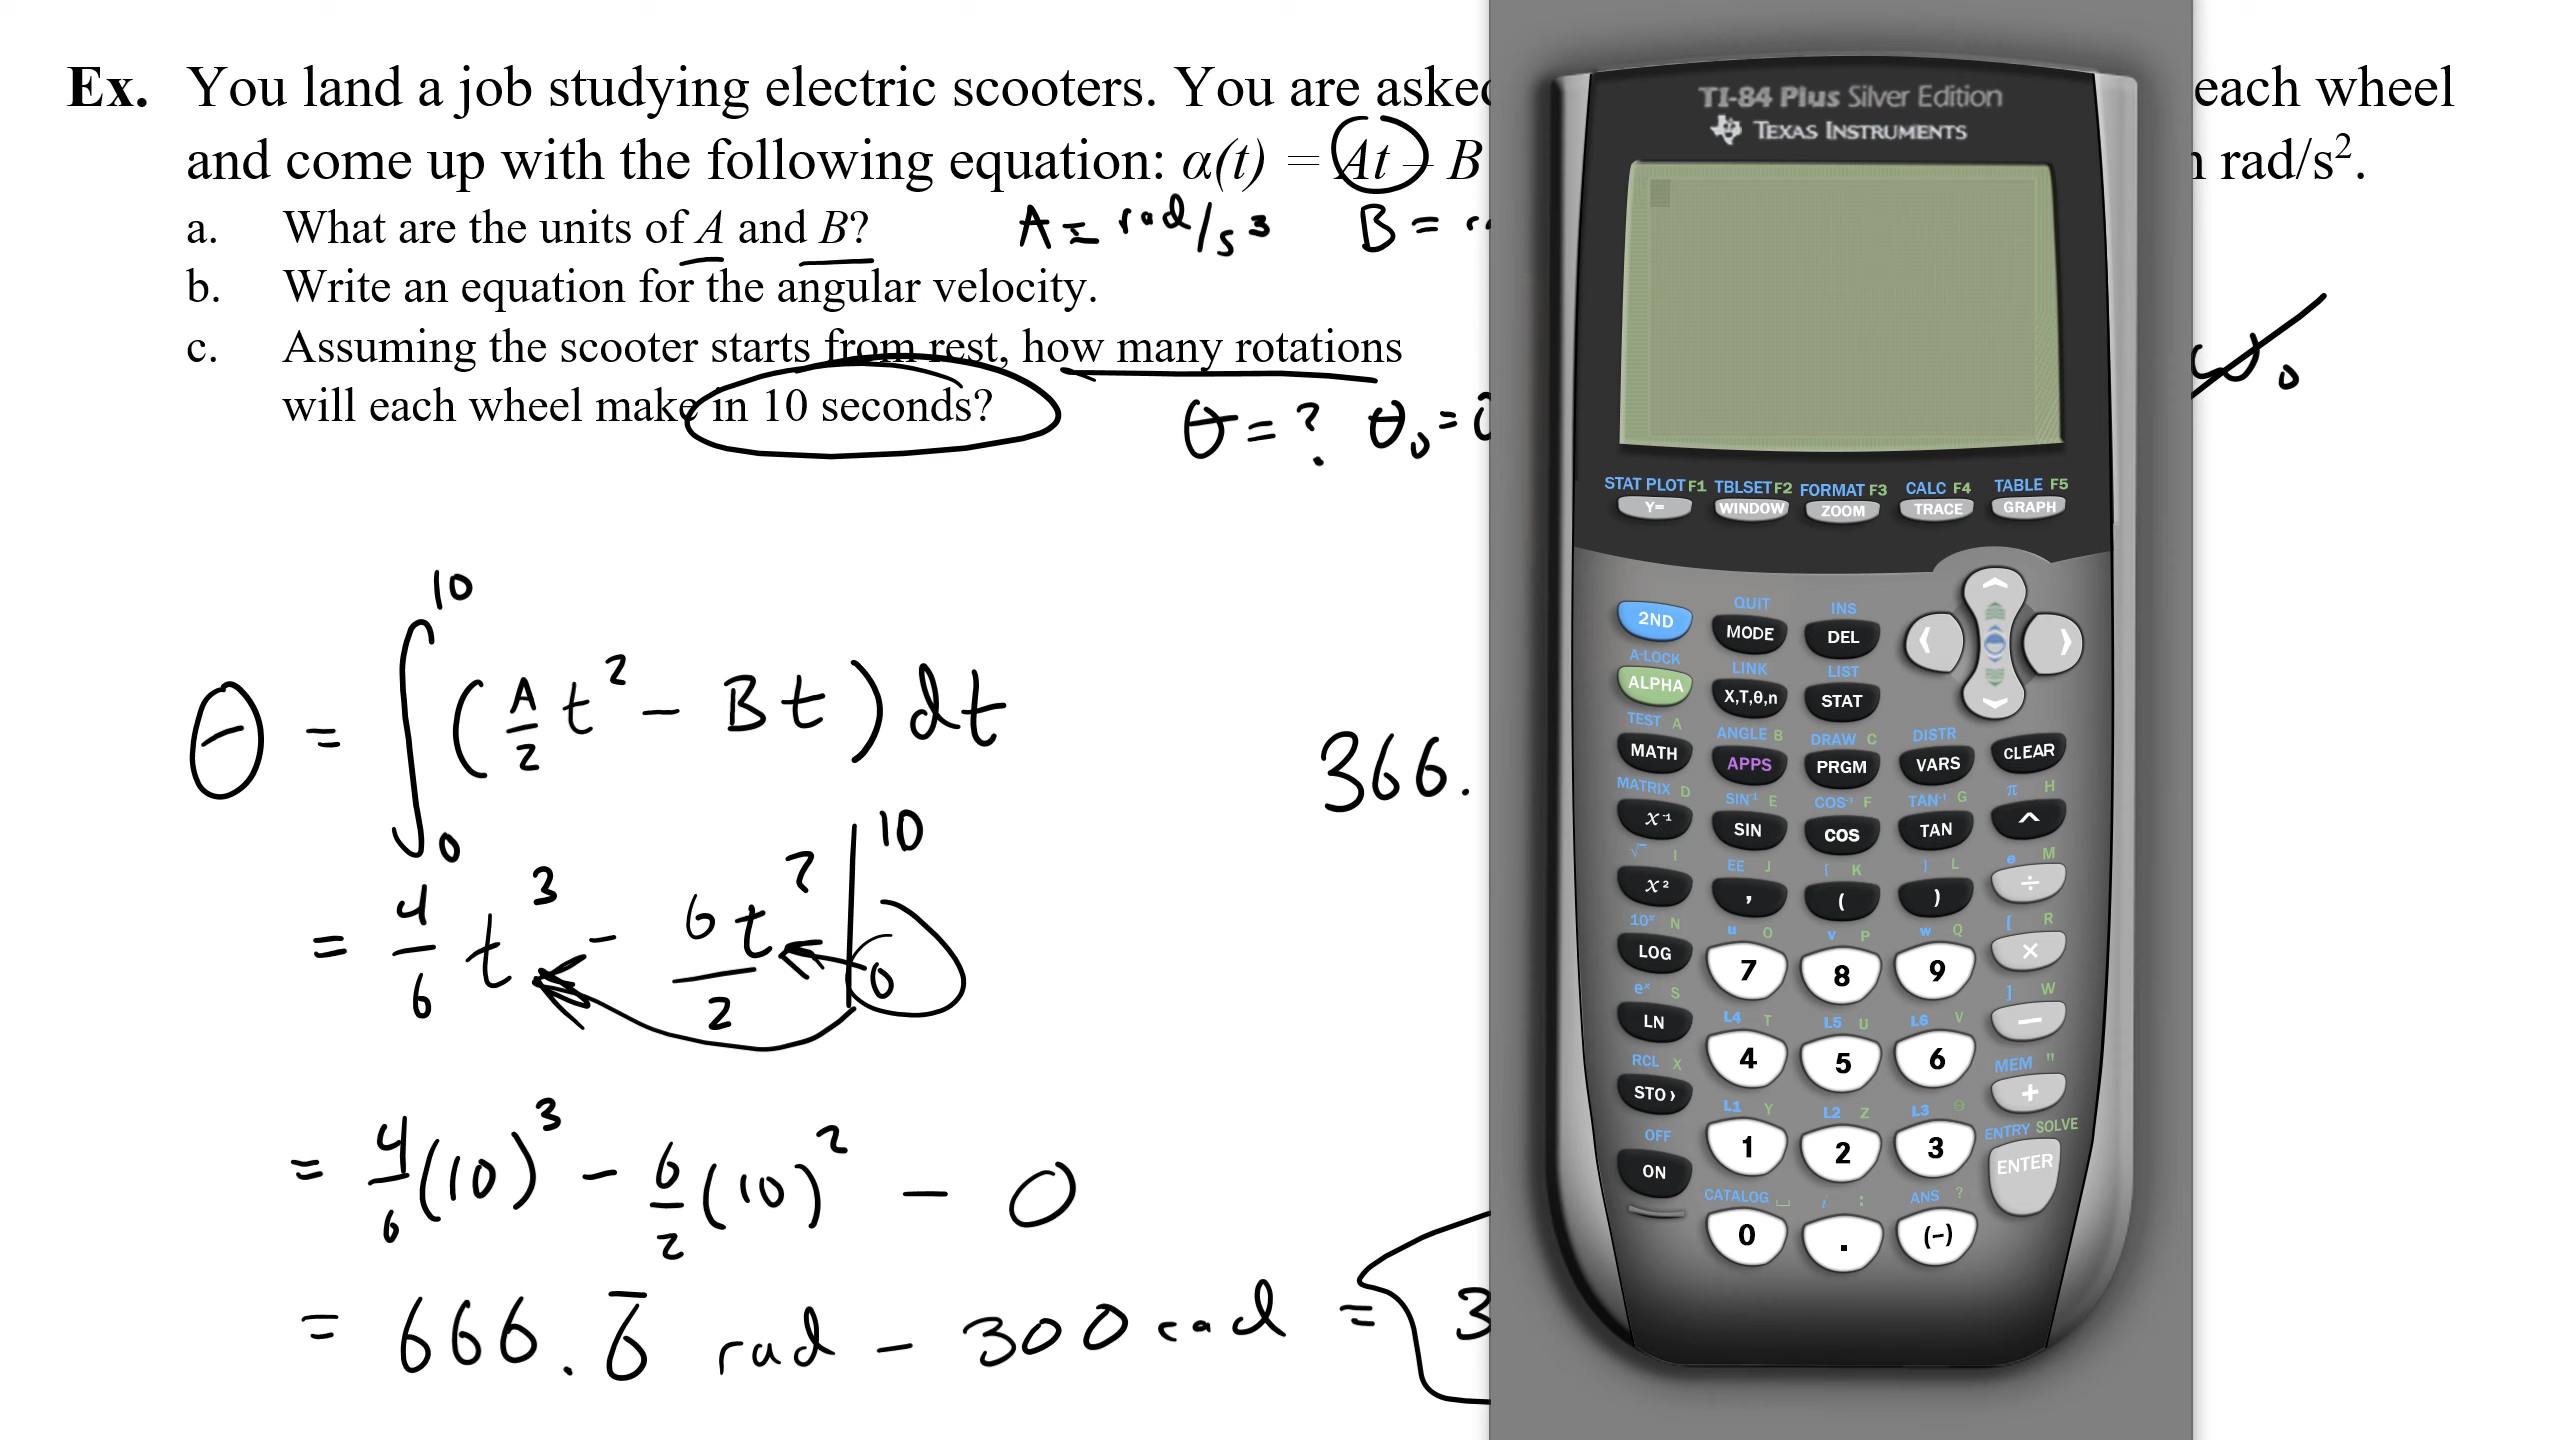 Ex. You land a job studying electric scooters. You are asked each wheel
and come up with the following equation: α(t) = At – B rad/s².
a. What are the units of A and B? A = rad/s³ B =
b. Write an equation for the angular velocity.
c. Assuming the scooter starts from rest, how many rotations
will each wheel make in 10 seconds? θ = ? θ₀ =
ω₀
θ = ∫₀¹⁰ (A/2 t² - Bt) dt
366.
= 4/6 t³ - 6t²/2 |₀¹⁰
= 4/6 (10)³ - 6/2 (10)² - 0
= 666.6̅ rad - 300 rad = 3
TI-84 Plus Silver Edition
TEXAS INSTRUMENTS
STAT PLOT F1 TBLSET F2 FORMAT F3 CALC F4 TABLE F5
Y= WINDOW ZOOM TRACE GRAPH
QUIT INS
2ND MODE DEL
A-LOCK LINK LIST
ALPHA X,T,θ,n STAT
TEST A ANGLE B DRAW C DISTR
MATH APPS PRGM VARS CLEAR
MATRIX D SIN⁻¹ E COS⁻¹ F TAN⁻¹ G π H
x⁻¹ SIN COS TAN ^
√ I EE J { K } L e M
x² , ( ) ÷
10ˣ N u O v P w Q [ R
LOG 7 8 9 ×
eˣ S L4 T L5 U L6 V ] W
LN 4 5 6 −
RCL X L1 Y L2 Z L3 θ MEM "
STO› 1 2 3 +
OFF CATALOG ⎵ i : ANS ? ENTRY SOLVE
ON 0 . (−) ENTER